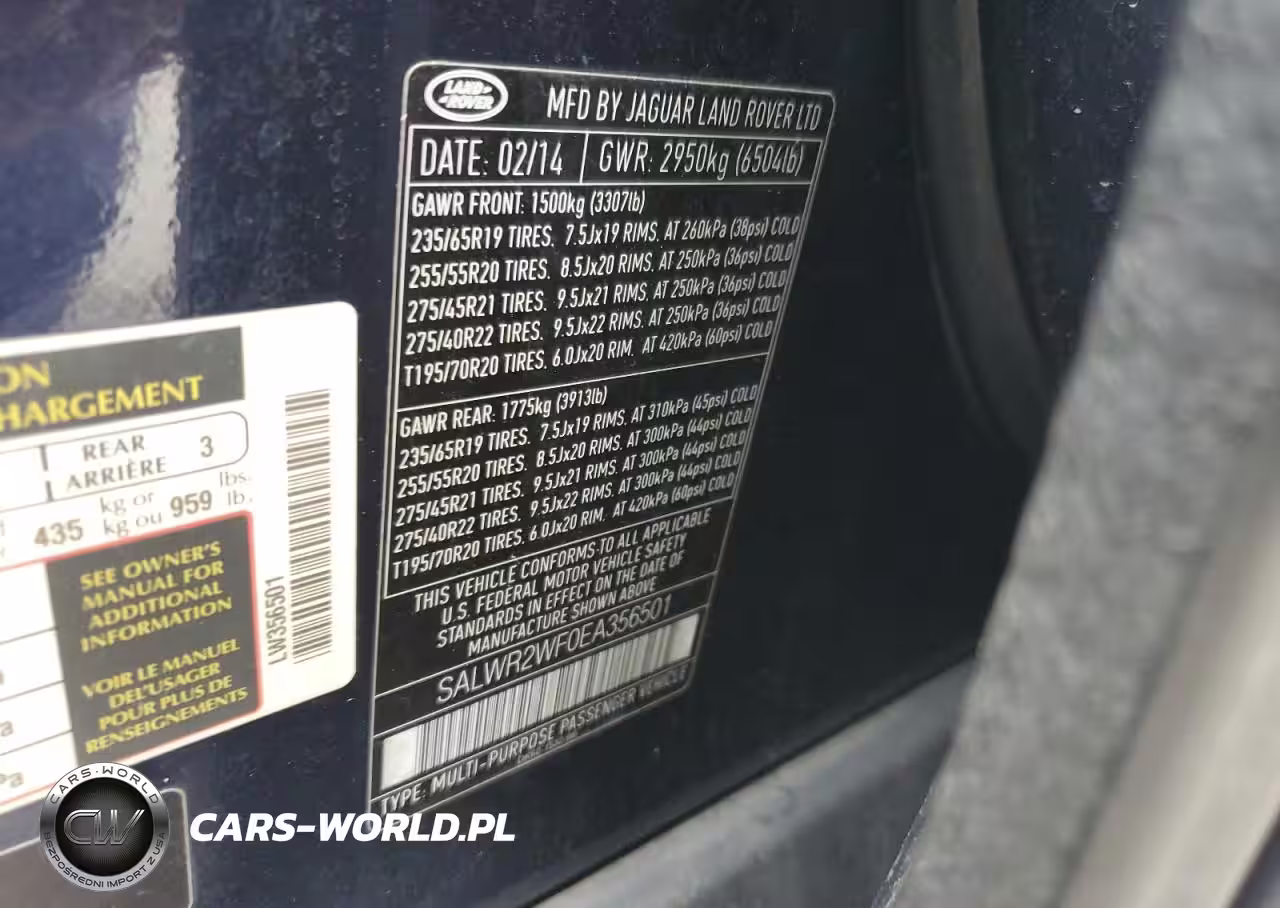 LAND ROVER
MFD BY JAGUAR LAND ROVER LTD
DATE: 02/14 GWR: 2950kg (6504lb)
GAWR FRONT: 1500kg (3307lb)
235/65R19 TIRES. 7.5Jx19 RIMS. AT 260kPa (38psi) COLD
255/55R20 TIRES. 8.5Jx20 RIMS. AT 250kPa (36psi) COLD
275/45R21 TIRES. 9.5Jx21 RIMS. AT 250kPa (36psi) COLD
275/40R22 TIRES. 9.5Jx22 RIMS. AT 250kPa (36psi) COLD
T195/70R20 TIRES. 6.0Jx20 RIM. AT 420kPa (60psi) COLD
GAWR REAR: 1775kg (3913lb)
235/65R19 TIRES. 7.5Jx19 RIMS. AT 310kPa (45psi) COLD
255/55R20 TIRES. 8.5Jx20 RIMS. AT 300kPa (44psi) COLD
275/45R21 TIRES. 9.5Jx21 RIMS. AT 300kPa (44psi) COLD
275/40R22 TIRES. 9.5Jx22 RIMS. AT 300kPa (44psi) COLD
T195/70R20 TIRES. 6.0Jx20 RIM. AT 420kPa (60psi) COLD
THIS VEHICLE CONFORMS TO ALL APPLICABLE
U.S. FEDERAL MOTOR VEHICLE SAFETY
STANDARDS IN EFFECT ON THE DATE OF
MANUFACTURE SHOWN ABOVE
SALWR2WF0EA356501
TYPE: MULTI-PURPOSE PASSENGER VEHICLE
ON
HARGEMENT
REAR
ARRIÈRE 3
435 kg or 959 lbs.
kg ou lb.
SEE OWNER'S
MANUAL FOR
ADDITIONAL
INFORMATION
VOIR LE MANUEL
DE L'USAGER
POUR PLUS DE
RENSEIGNEMENTS
LW356501
CARS-WORLD
CW
BEZPOŚREDNI IMPORT Z USA
CARS-WORLD.PL